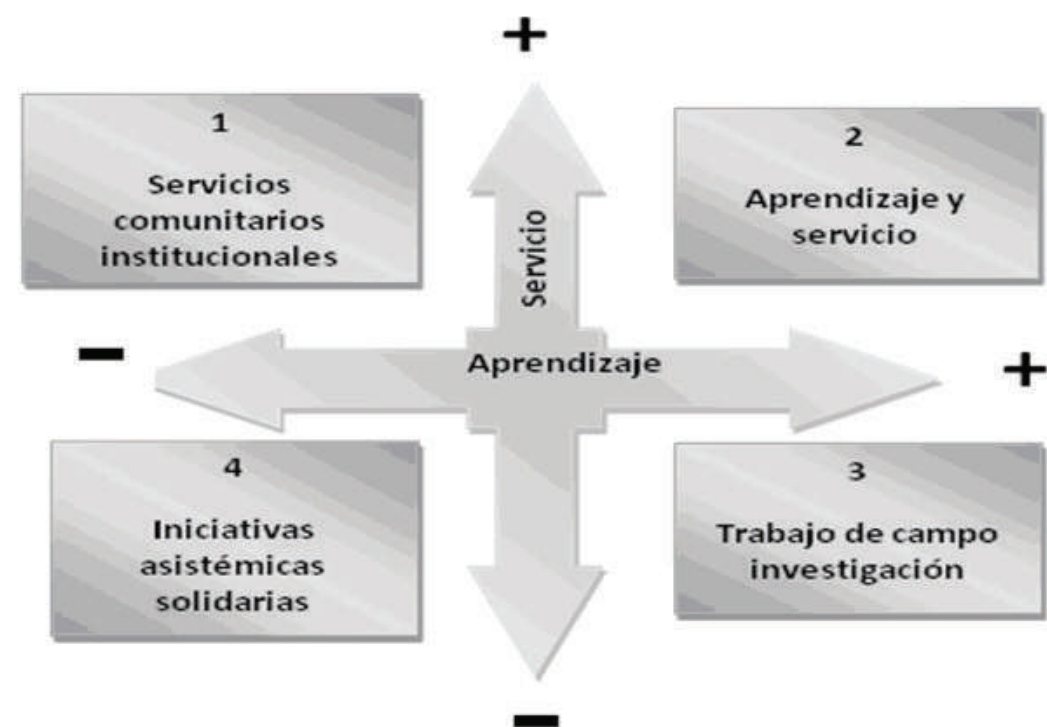 +
1
Servicios
comunitarios
institucionales
2
Aprendizaje y
servicio
Servicio
−
Aprendizaje
+
4
Iniciativas
asistémicas
solidarias
3
Trabajo de campo
investigación
−